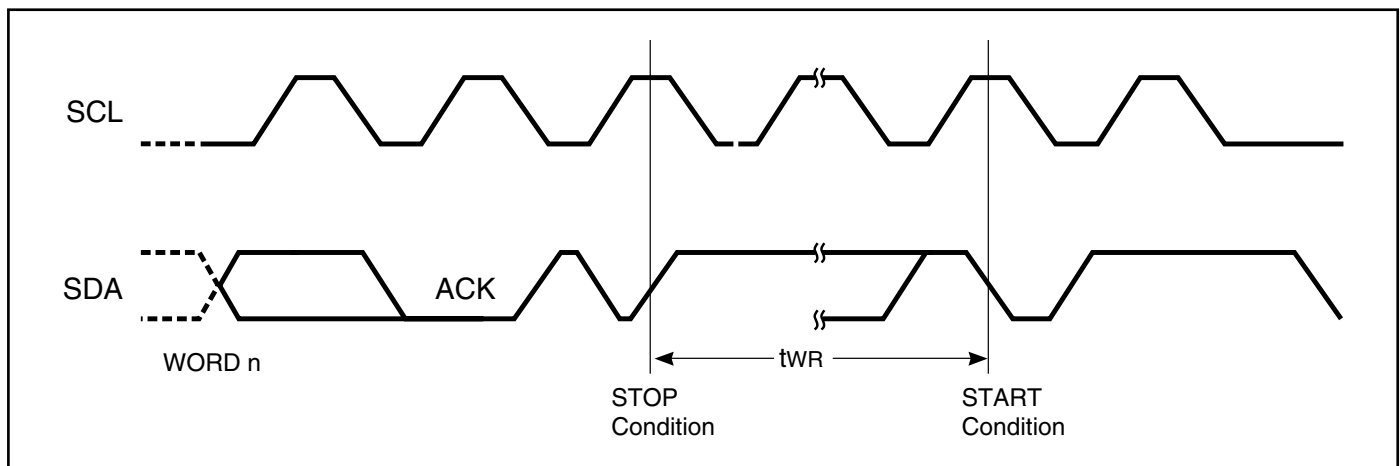 SCL
SDA
ACK
WORD n
tWR
STOP
Condition
START
Condition